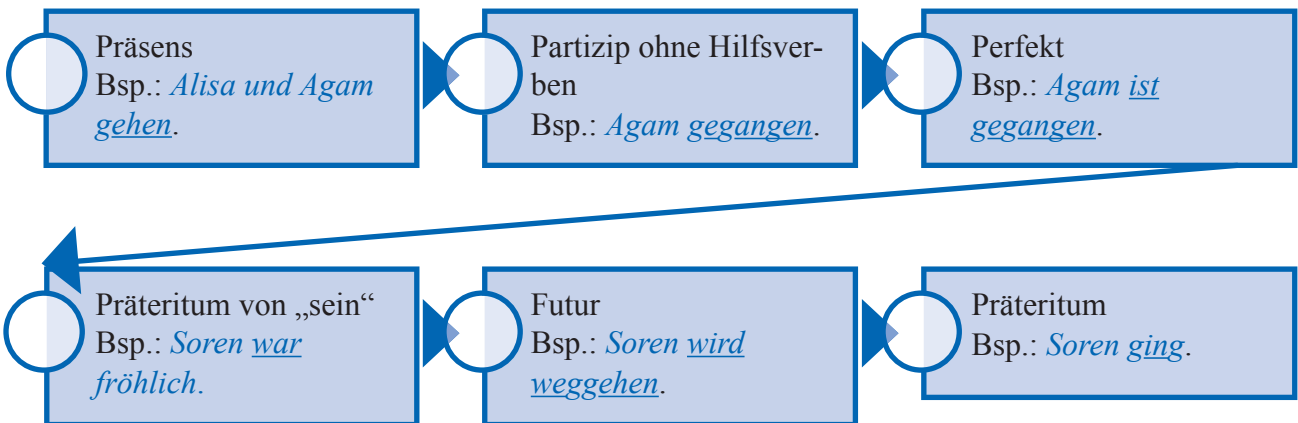 Präsens
Bsp.: Alisa und Agam
gehen.
Partizip ohne Hilfsver-
ben
Bsp.: Agam gegangen.
Perfekt
Bsp.: Agam ist
gegangen.
Präteritum von „sein“
Bsp.: Soren war
fröhlich.
Futur
Bsp.: Soren wird
weggehen.
Präteritum
Bsp.: Soren ging.